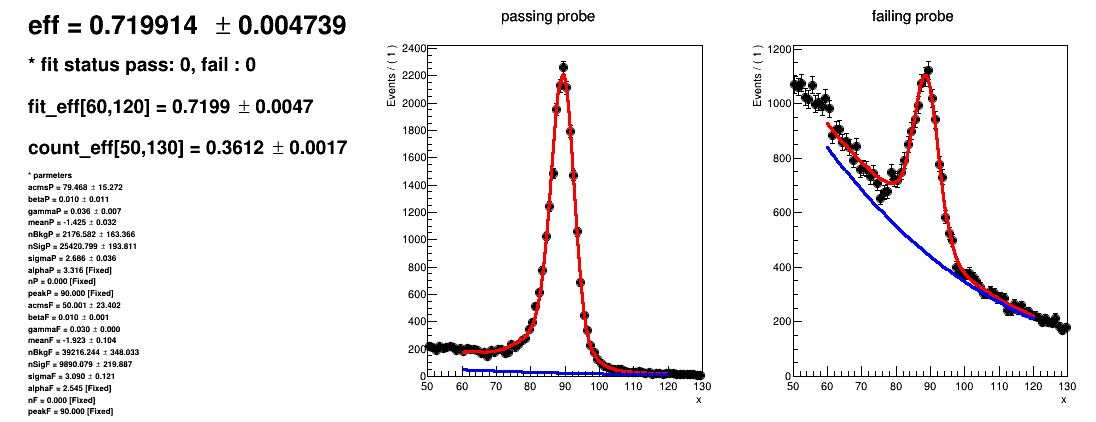 eff = 0.719914 ± 0.004739
* fit status pass: 0, fail : 0
fit_eff[60,120] = 0.7199 ± 0.0047
count_eff[50,130] = 0.3612 ± 0.0017
* parmeters
acmsP = 79.468 ± 15.272
betaP = 0.010 ± 0.011
gammaP = 0.036 ± 0.007
meanP = -1.425 ± 0.032
nBkgP = 2176.582 ± 163.366
nSigP = 25420.799 ± 193.811
sigmaP = 2.686 ± 0.036
alphaP = 3.316 [Fixed]
nP = 0.000 [Fixed]
peakP = 90.000 [Fixed]
acmsF = 50.001 ± 23.402
betaF = 0.010 ± 0.001
gammaF = 0.030 ± 0.000
meanF = -1.923 ± 0.104
nBkgF = 39216.244 ± 348.033
nSigF = 9890.079 ± 219.887
sigmaF = 3.090 ± 0.121
alphaF = 2.545 [Fixed]
nF = 0.000 [Fixed]
peakF = 90.000 [Fixed]
passing probe
Events / ( 1 )
2400
2200
2000
1800
1600
1400
1200
1000
800
600
400
200
0
50 60 70 80 90 100 110 120 130
x
failing probe
Events / ( 1 )
1200
1000
800
600
400
200
0
50 60 70 80 90 100 110 120 130
x